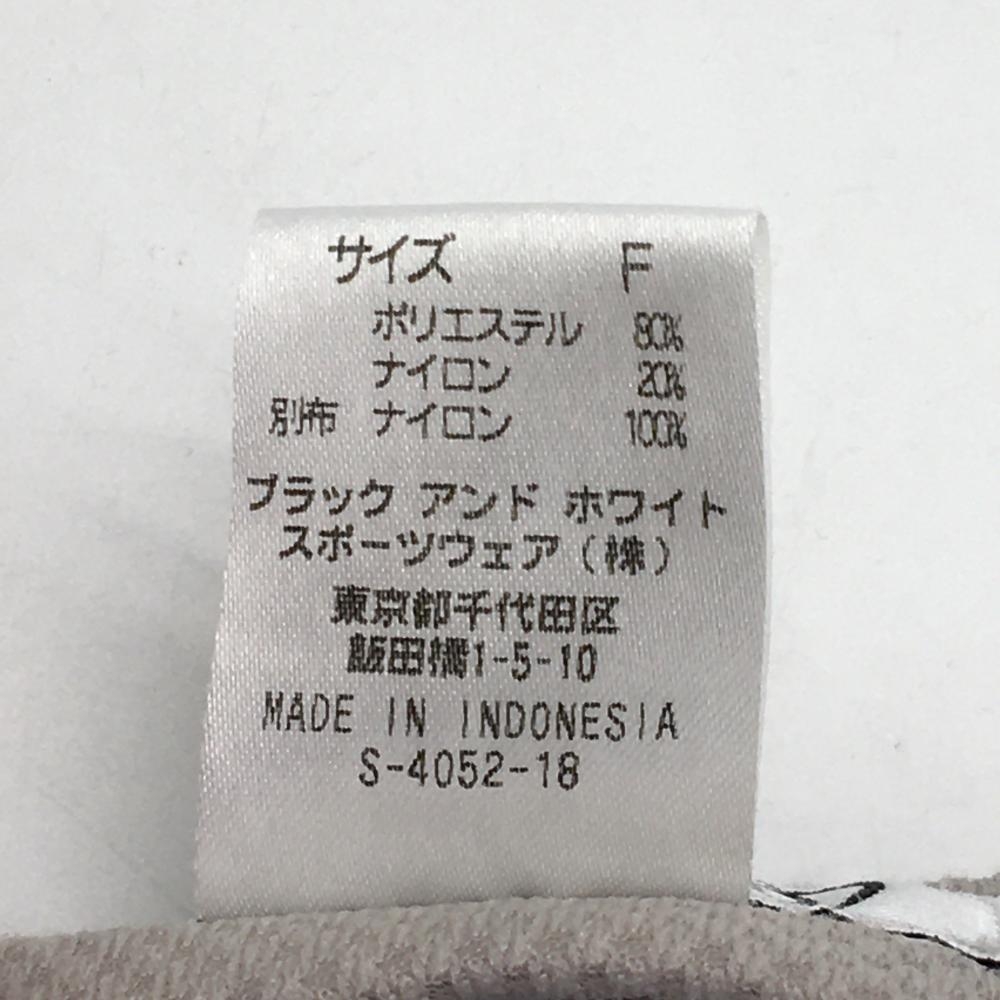 サイズ F
ポリエステル 80%
ナイロン 20%
別布 ナイロン 100%
ブラック アンド ホワイト
スポーツウェア(株)
東京都千代田区
飯田橋1-5-10
MADE IN INDONESIA
S-4052-18